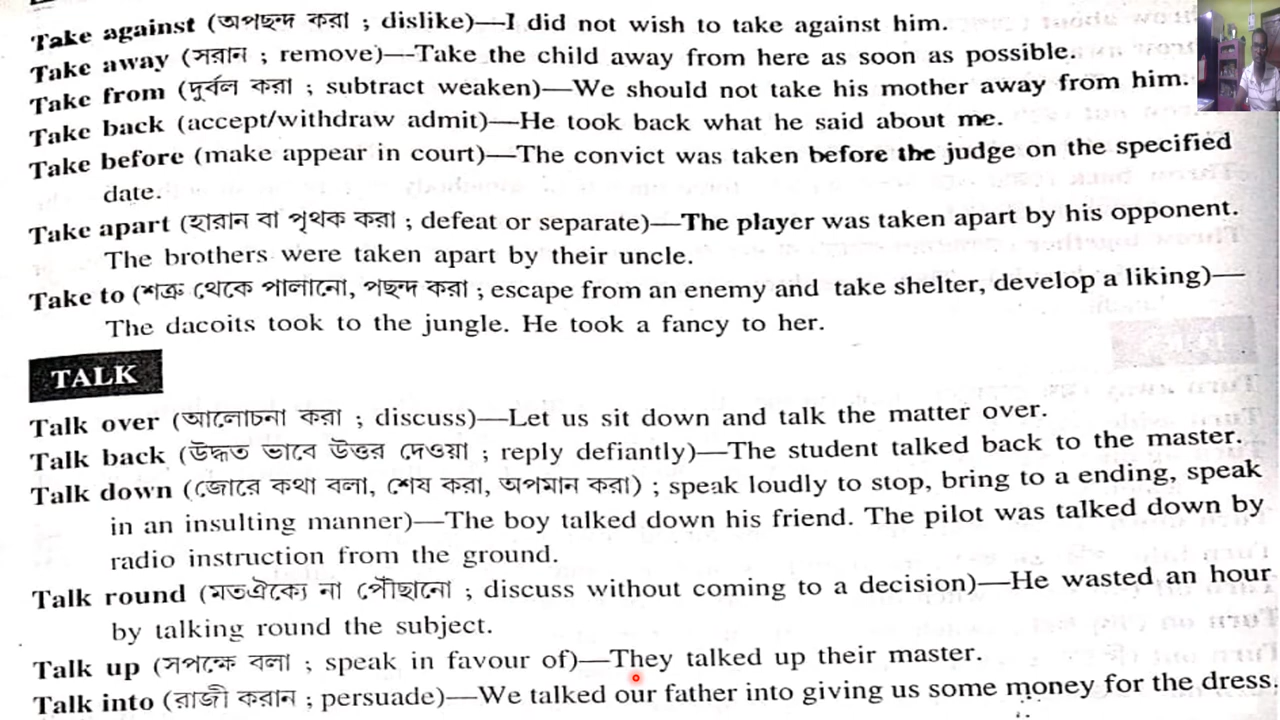 Take against (অপছন্দ করা ; dislike)—I did not wish to take against him.
Take away (সরান ; remove)—Take the child away from here as soon as possible.
Take from (দুর্বল করা ; subtract weaken)—We should not take his mother away from him.
Take back (accept/withdraw admit)—He took back what he said about me.
Take before (make appear in court)—The convict was taken before the judge on the specified
date.
Take apart (হারান বা পৃথক করা ; defeat or separate)—The player was taken apart by his opponent.
The brothers were taken apart by their uncle.
Take to (শত্রু থেকে পালানো, পছন্দ করা ; escape from an enemy and take shelter, develop a liking)—
The dacoits took to the jungle. He took a fancy to her.
TALK
Talk over (আলোচনা করা ; discuss)—Let us sit down and talk the matter over.
Talk back (উদ্ধত ভাবে উত্তর দেওয়া ; reply defiantly)—The student talked back to the master.
Talk down (জোরে কথা বলা, শেষ করা, অপমান করা) ; speak loudly to stop, bring to a ending, speak
in an insulting manner)—The boy talked down his friend. The pilot was talked down by
radio instruction from the ground.
Talk round (মতঐক্যে না পৌঁছানো ; discuss without coming to a decision)—He wasted an hour
by talking round the subject.
Talk up (সপক্ষে বলা ; speak in favour of)—They talked up their master.
Talk into (রাজী করান ; persuade)—We talked our father into giving us some money for the dress.